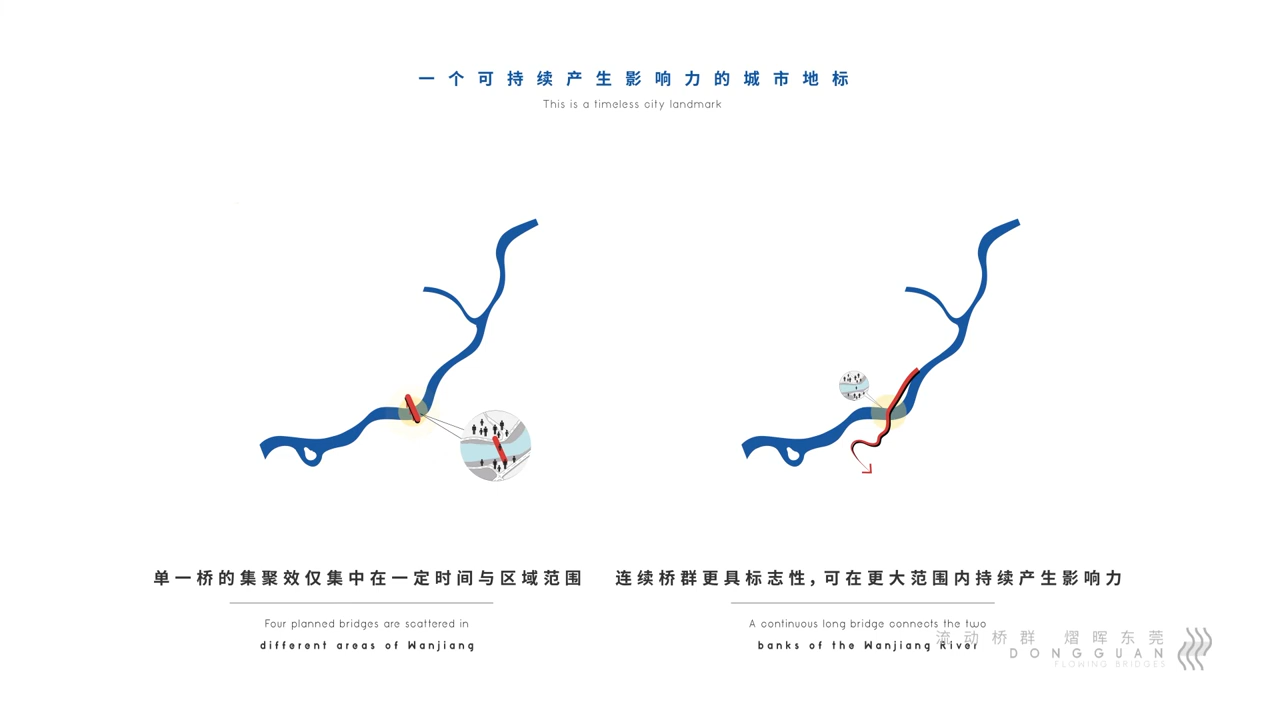 一个可持续产生影响力的城市地标
This is a timeless city landmark
单一桥的集聚效仅集中在一定时间与区域范围
Four planned bridges are scattered in
different areas of Wanjiang
连续桥群更具标志性,可在更大范围内持续产生影响力
A continuous long bridge connects the two
banks of the Wanjiang River
流动桥群 熠晖东莞
DONGGUAN
FLOWING BRIDGES